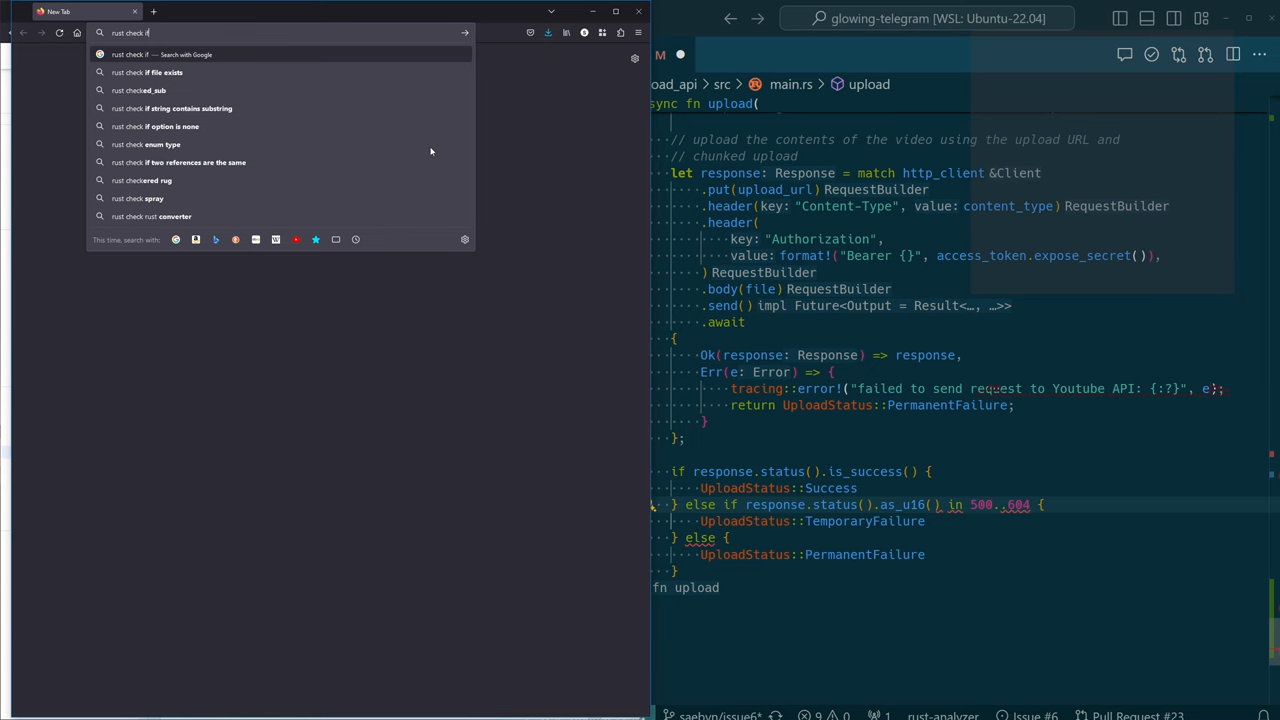 New Tab
rust check if
rust check if — Search with Google
rust check if file exists
rust checked_sub
rust check if string contains substring
rust check if option is none
rust check enum type
rust check if two references are the same
rust checkered rug
rust check spray
rust check rust converter
This time, search with:
glowing-telegram [WSL: Ubuntu-22.04]
M
oad_api > src > main.rs > upload
sync fn upload(
// upload the contents of the video using the upload URL and
// chunked upload
let response: Response = match http_client &Client
.put(upload_url) RequestBuilder
.header(key: "Content-Type", value: content_type) RequestBuilder
.header(
key: "Authorization",
value: format!("Bearer {}", access_token.expose_secret()),
) RequestBuilder
.body(file) RequestBuilder
.send() impl Future<Output = Result<…, …>>
.await
{
Ok(response: Response) => response,
Err(e: Error) => {
tracing::error!("failed to send request to Youtube API: {:?}", e);
return UploadStatus::PermanentFailure;
}
};
if response.status().is_success() {
UploadStatus::Success
} else if response.status().as_u16() in 500..604 {
UploadStatus::TemporaryFailure
} else {
UploadStatus::PermanentFailure
}
fn upload
saebyn/issue6* 9 0 1 rust-analyzer Issue #6 Pull Request #23